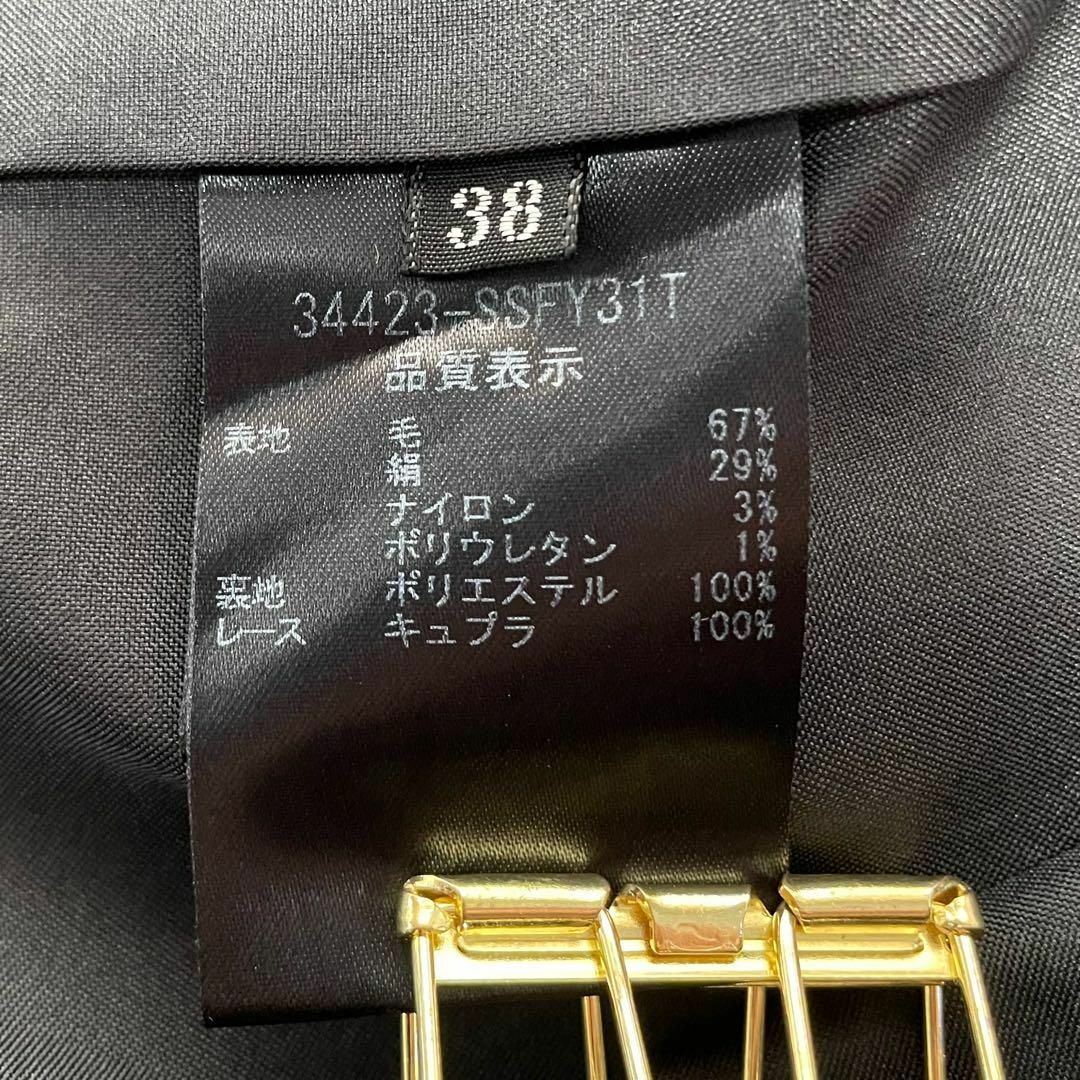 38
34423-SSFY31T
品質表示
表地 毛 67%
絹 29%
ナイロン 3%
ポリウレタン 1%
裏地 ポリエステル 100%
レース キュプラ 100%